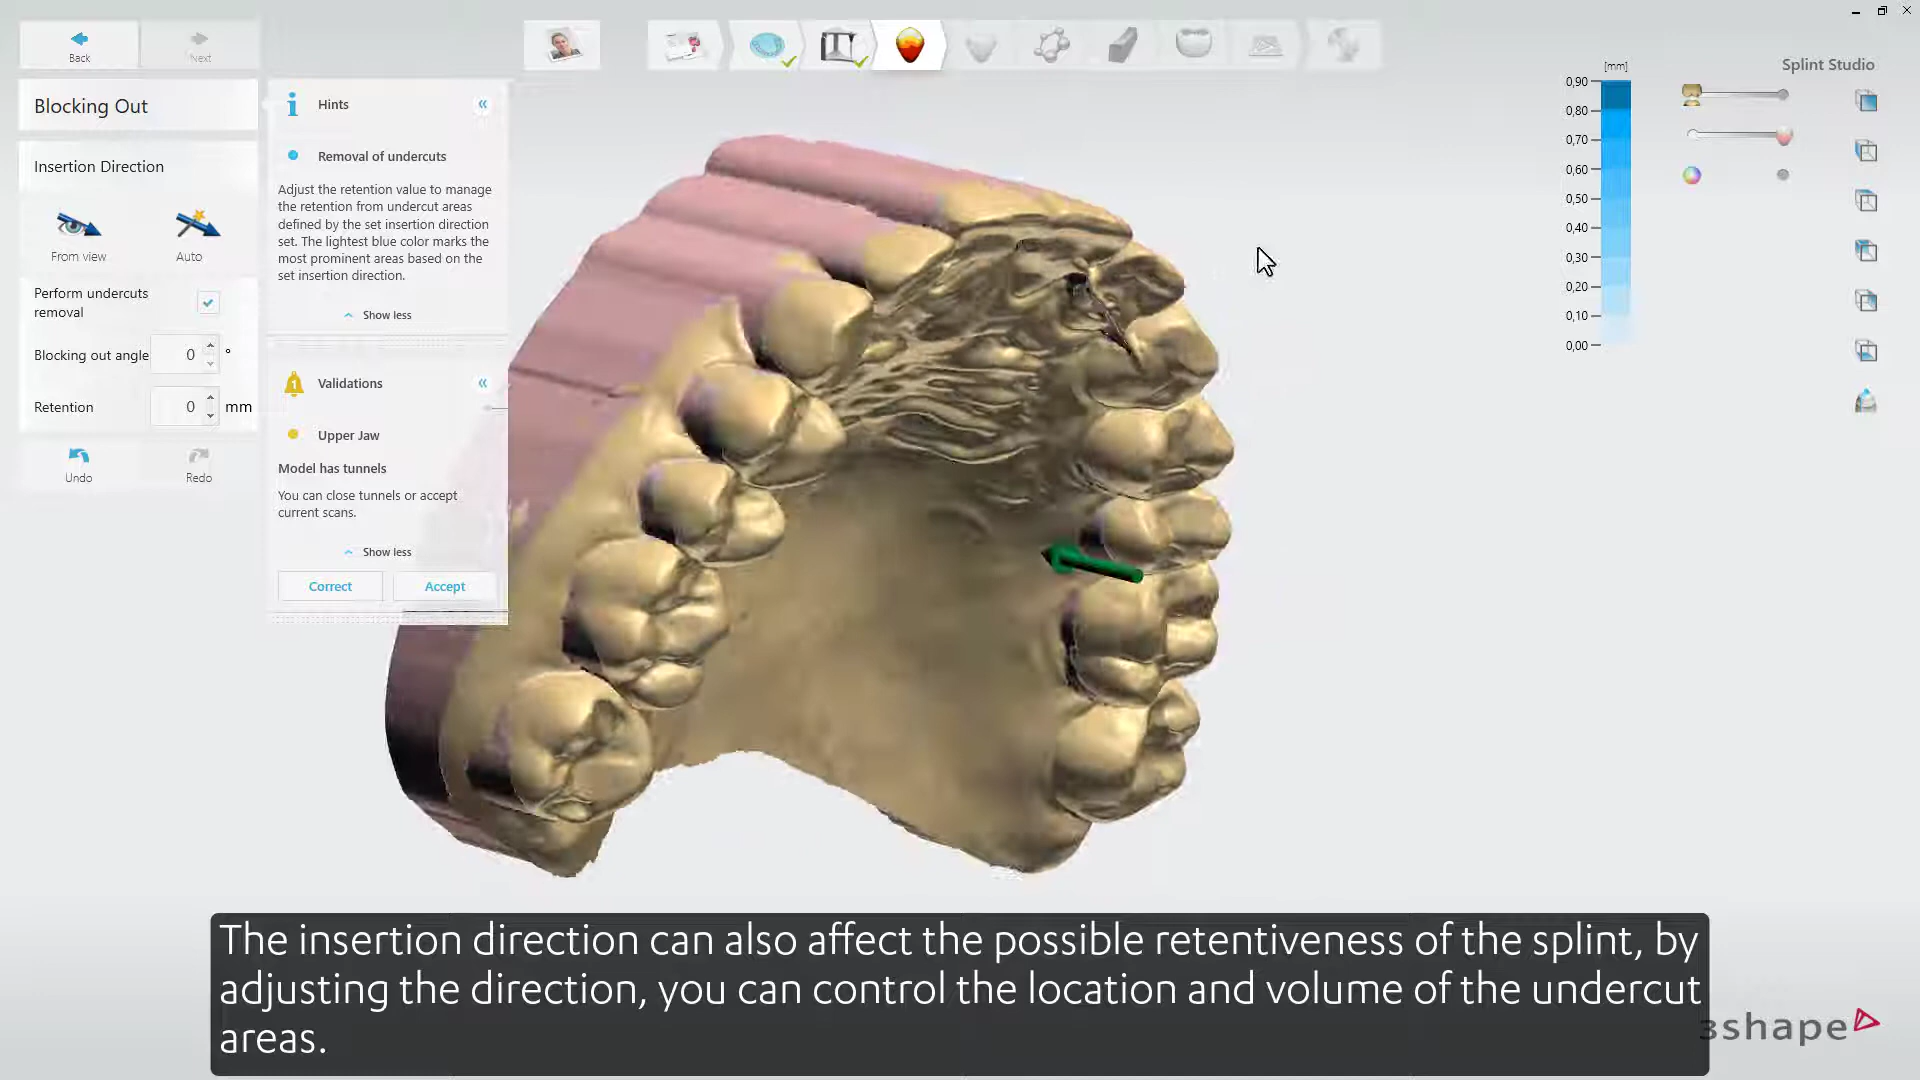 Back
Next
Splint Studio
[mm]
0,90
0,80
0,70
0,60
0,50
0,40
0,30
0,20
0,10
0,00
Blocking Out
Insertion Direction
From view
Auto
Perform undercuts
removal
Blocking out angle 0 °
Retention 0 mm
Undo
Redo
Hints
Removal of undercuts
Adjust the retention value to manage
the retention from undercut areas
defined by the set insertion direction
set. The lightest blue color marks the
most prominent areas based on the
set insertion direction.
Show less
1
Validations
Upper Jaw
Model has tunnels
You can close tunnels or accept
current scans.
Show less
Correct
Accept
The insertion direction can also affect the possible retentiveness of the splint, by
adjusting the direction, you can control the location and volume of the undercut
areas.
3shape